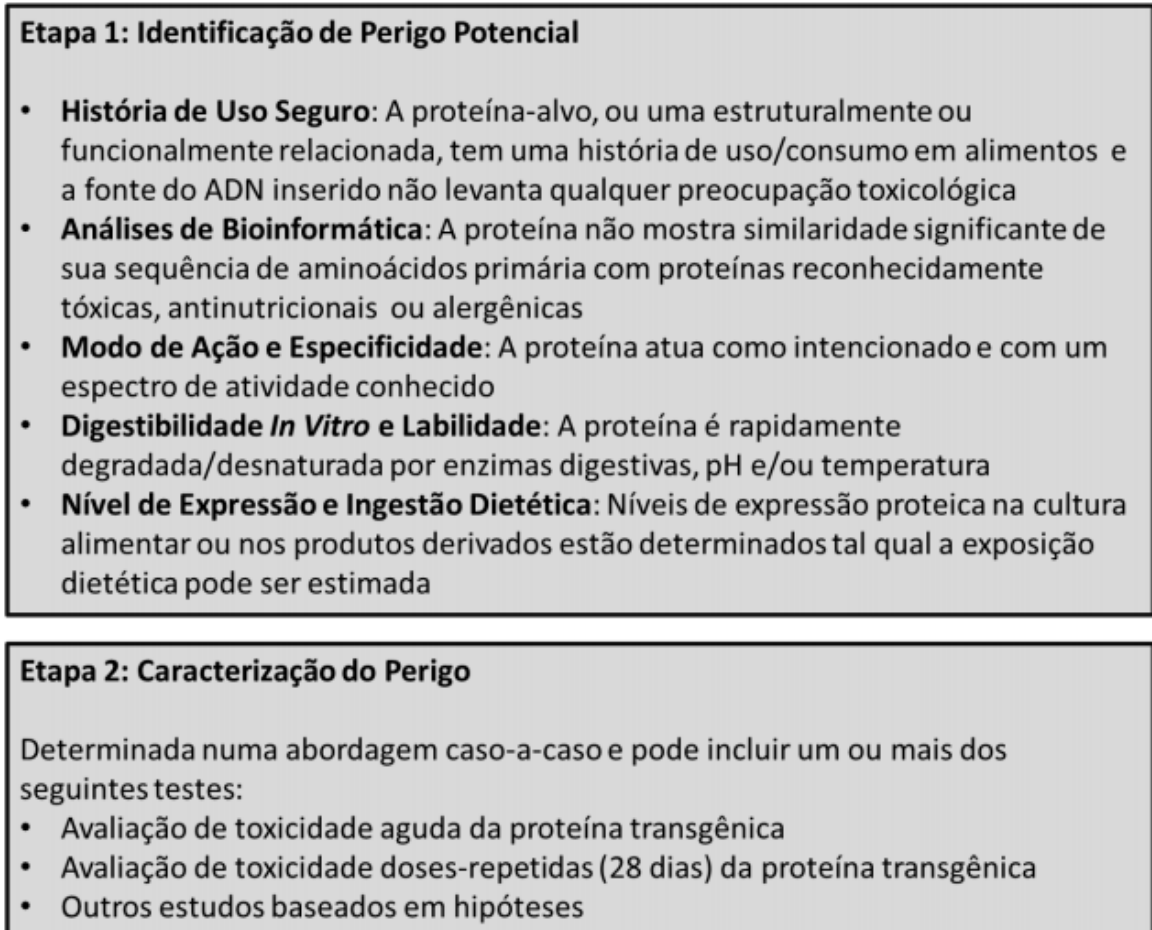 Etapa 1: Identificação de Perigo Potencial
• História de Uso Seguro: A proteína-alvo, ou uma estruturalmente ou
funcionalmente relacionada, tem uma história de uso/consumo em alimentos e
a fonte do ADN inserido não levanta qualquer preocupação toxicológica
• Análises de Bioinformática: A proteína não mostra similaridade significante de
sua sequência de aminoácidos primária com proteínas reconhecidamente
tóxicas, antinutricionais ou alergênicas
• Modo de Ação e Especificidade: A proteína atua como intencionado e com um
espectro de atividade conhecido
• Digestibilidade In Vitro e Labilidade: A proteína é rapidamente
degradada/desnaturada por enzimas digestivas, pH e/ou temperatura
• Nível de Expressão e Ingestão Dietética: Níveis de expressão proteica na cultura
alimentar ou nos produtos derivados estão determinados tal qual a exposição
dietética pode ser estimada
Etapa 2: Caracterização do Perigo
Determinada numa abordagem caso-a-caso e pode incluir um ou mais dos
seguintes testes:
• Avaliação de toxicidade aguda da proteína transgênica
• Avaliação de toxicidade doses-repetidas (28 dias) da proteína transgênica
• Outros estudos baseados em hipóteses